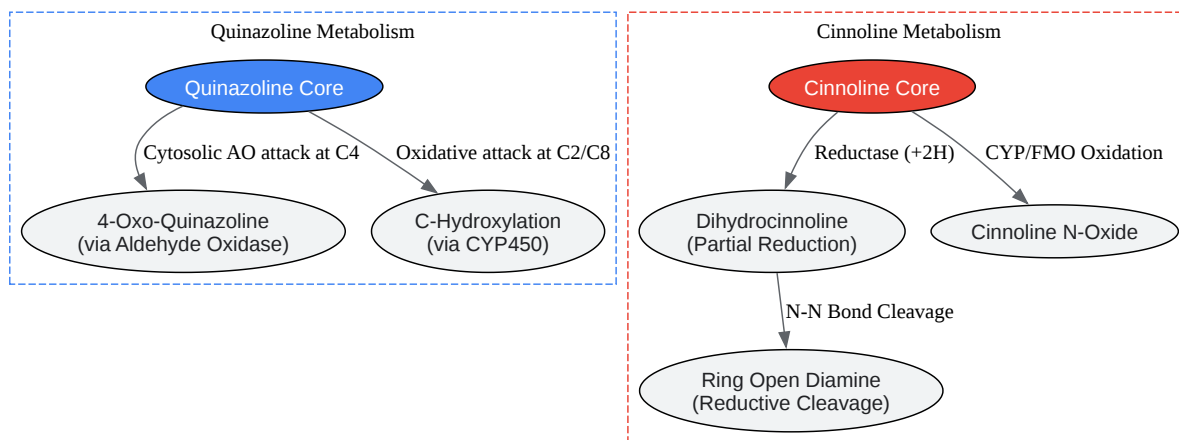 Quinazoline Metabolism
Quinazoline Core
Cytosolic AO attack at C4
Oxidative attack at C2/C8
4-Oxo-Quinazoline
(via Aldehyde Oxidase)
C-Hydroxylation
(via CYP450)
Cinnoline Metabolism
Cinnoline Core
Reductase (+2H)
CYP/FMO Oxidation
Dihydrocinnoline
(Partial Reduction)
Cinnoline N-Oxide
N-N Bond Cleavage
Ring Open Diamine
(Reductive Cleavage)